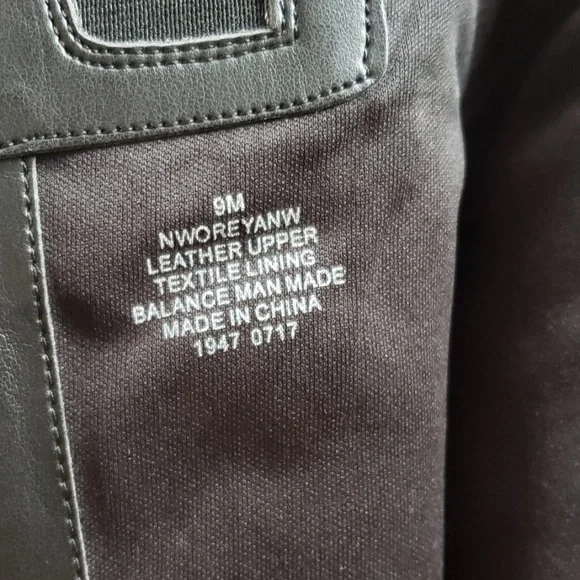 9M
NWOREYANW
LEATHER UPPER
TEXTILE LINING
BALANCE MAN MADE
MADE IN CHINA
1947 0717